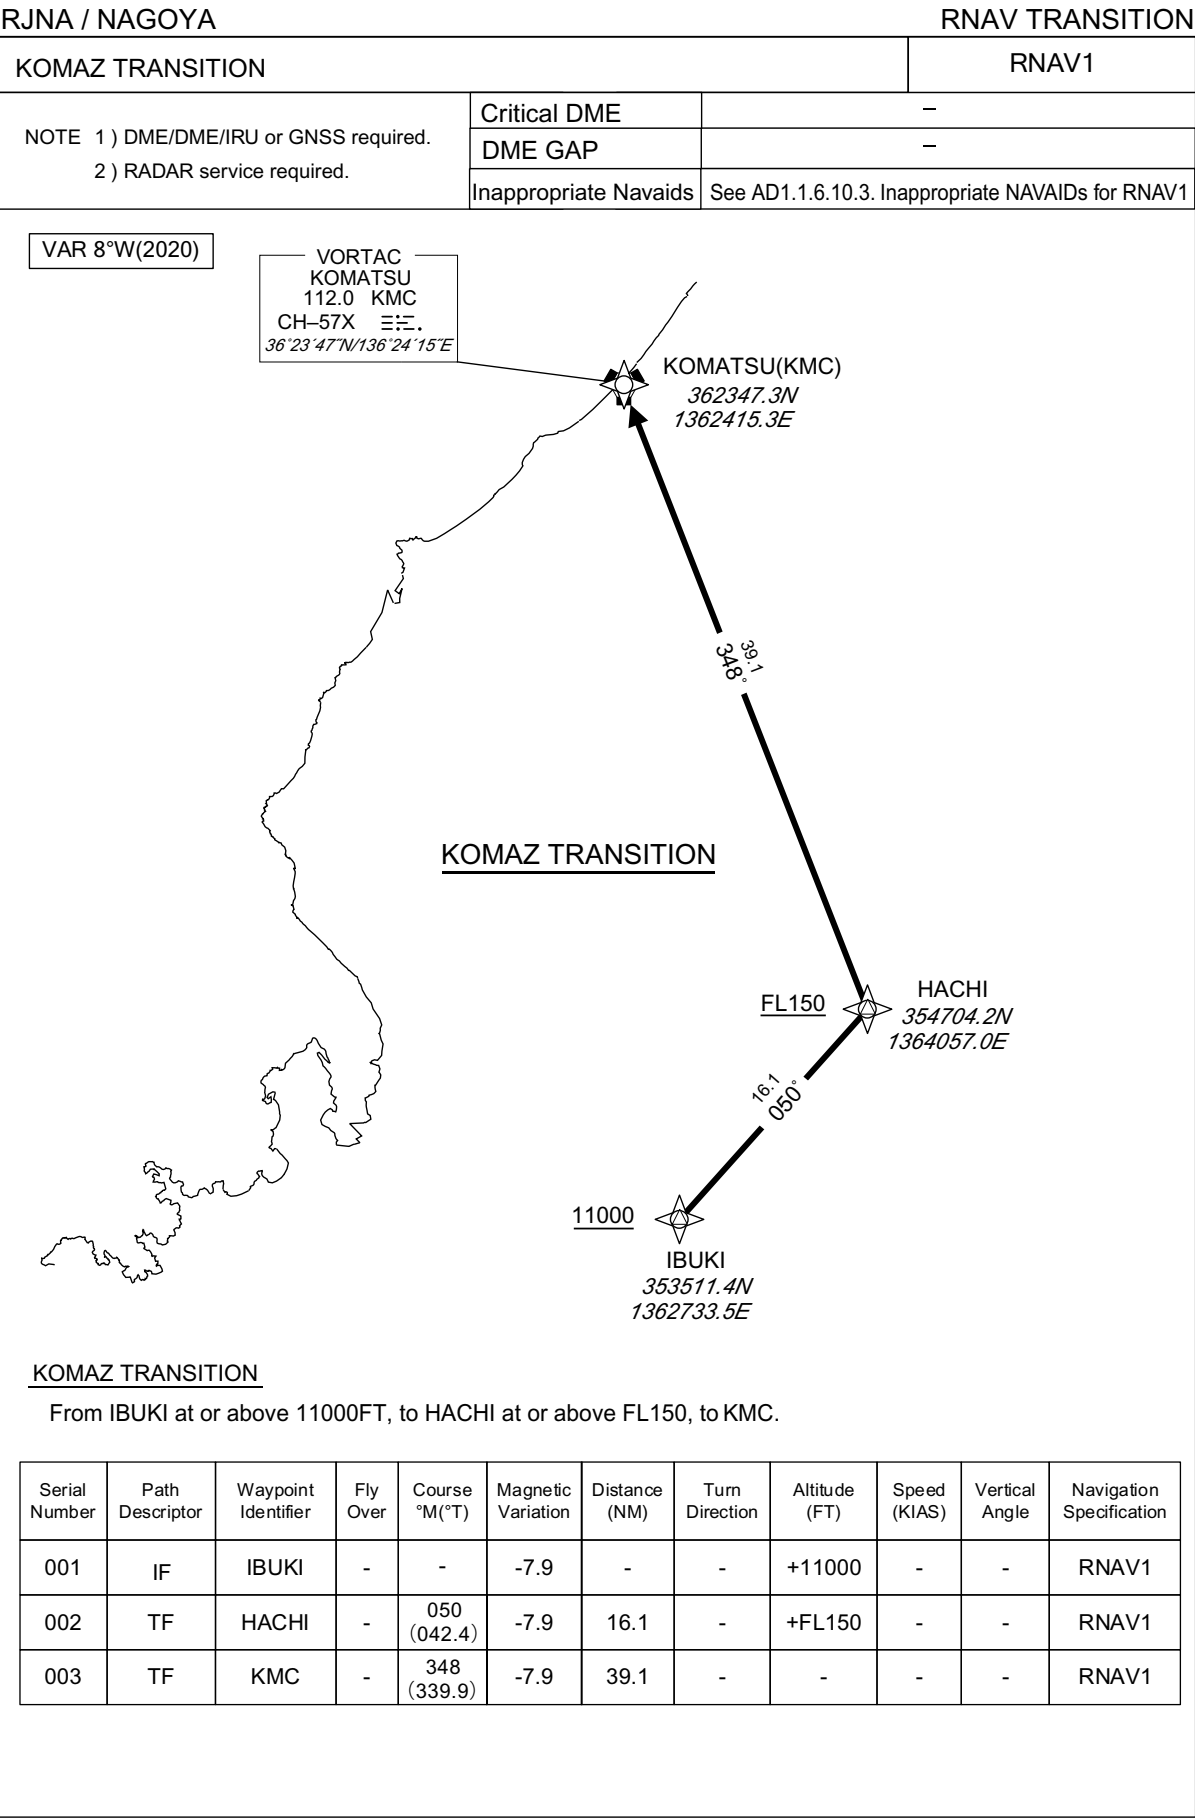 RJNA / NAGOYA
RNAV TRANSITION
KOMAZ TRANSITION
RNAV1
NOTE 1 ) DME/DME/IRU or GNSS required.
2 ) RADAR service required.
Critical DME –
DME GAP –
Inappropriate Navaids See AD1.1.6.10.3. Inappropriate NAVAIDs for RNAV1
VAR 8°W(2020)
VORTAC
KOMATSU
112.0 KMC
CH–57X
36°23′47″N/136°24′15″E
KOMATSU(KMC)
362347.3N
1362415.3E
39.1
348°
KOMAZ TRANSITION
FL150
HACHI
354704.2N
1364057.0E
16.1
050°
11000
IBUKI
353511.4N
1362733.5E
KOMAZ TRANSITION
From IBUKI at or above 11000FT, to HACHI at or above FL150, to KMC.
Serial Path Waypoint Fly Course Magnetic Distance Turn Altitude Speed Vertical Navigation
Number Descriptor Identifier Over °M(°T) Variation (NM) Direction (FT) (KIAS) Angle Specification
001 IF IBUKI - - -7.9 - - +11000 - - RNAV1
002 TF HACHI - 050 (042.4) -7.9 16.1 - +FL150 - - RNAV1
003 TF KMC - 348 (339.9) -7.9 39.1 - - - - RNAV1